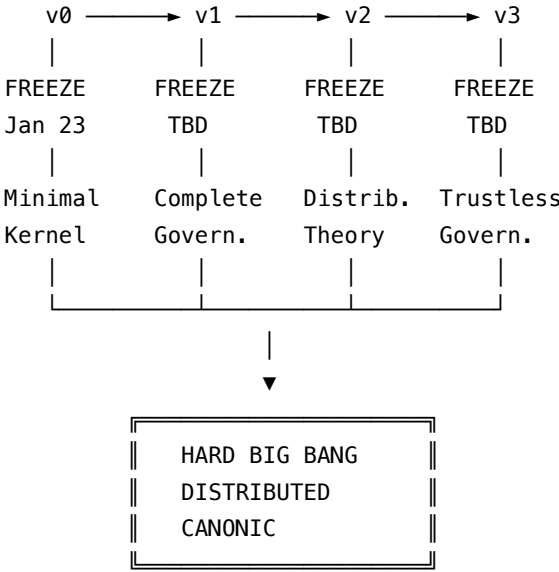 v0 v1 v2 v3
FREEZE FREEZE FREEZE FREEZE
Jan 23 TBD TBD TBD
Minimal Complete Distrib. Trustless
Kernel Govern. Theory Govern.
HARD BIG BANG
DISTRIBUTED
CANONIC